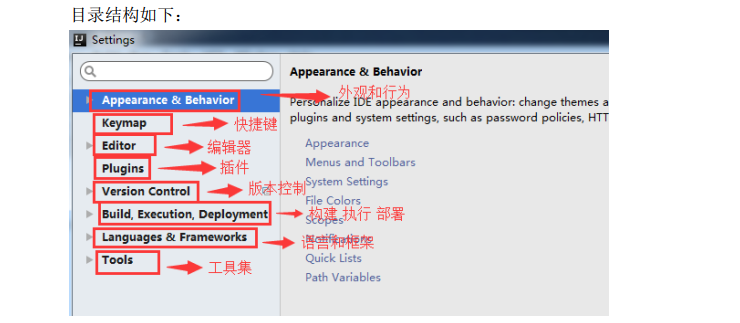 目录结构如下：
Settings
Appearance & Behavior
外观和行为
Personalize IDE appearance and behavior: change themes a
plugins and system settings, such as password policies, HTT
Appearance & Behavior
Keymap
快捷键
Editor
编辑器
Plugins
插件
Version Control
版本控制
Build, Execution, Deployment
构建 执行 部署
Languages & Frameworks
语言和框架
Tools
工具集
Appearance
Menus and Toolbars
System Settings
File Colors
Scopes
Notifications
Quick Lists
Path Variables